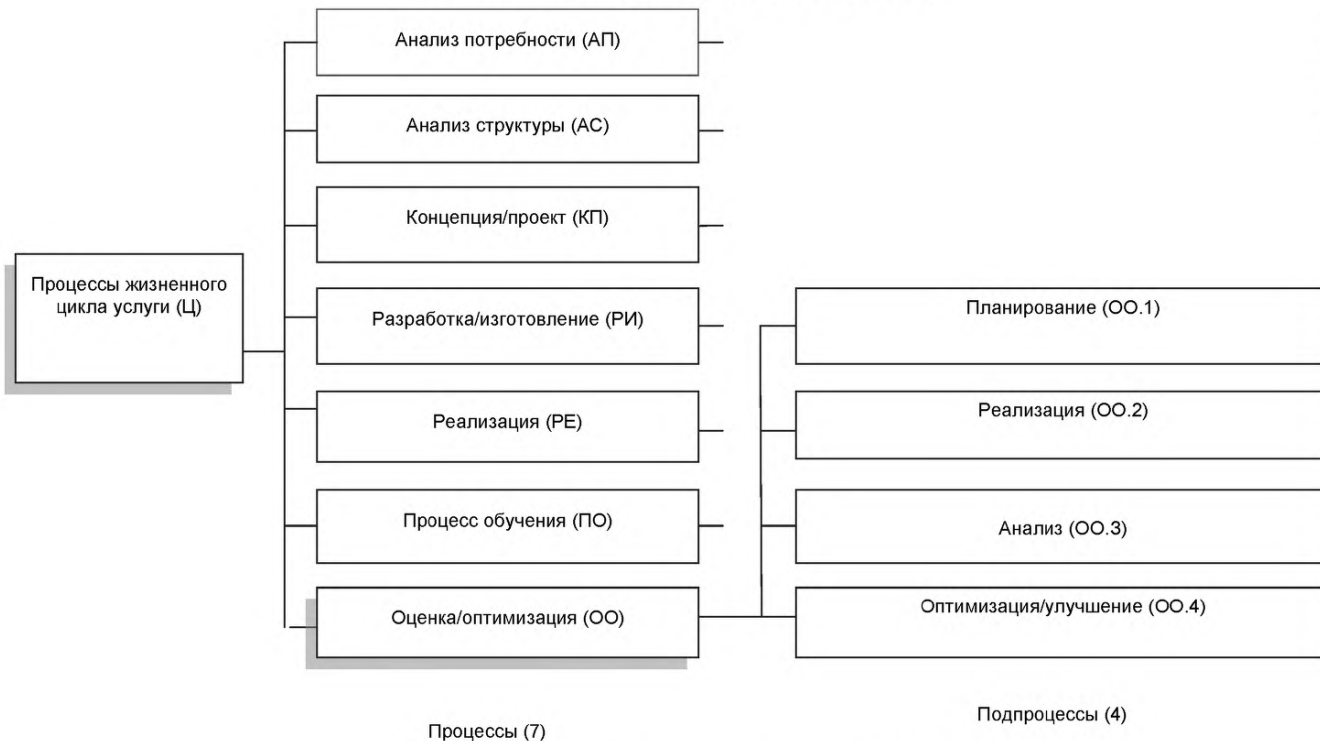 Анализ потребности (АП)
Анализ структуры (АС)
Концепция/проект (КП)
Процессы жизненного
цикла услуги (Ц)
Разработка/изготовление (РИ)
Реализация (РЕ)
Процесс обучения (ПО)
Оценка/оптимизация (ОО)
Планирование (ОО.1)
Реализация (ОО.2)
Анализ (ОО.3)
Оптимизация/улучшение (ОО.4)
Процессы (7)
Подпроцессы (4)